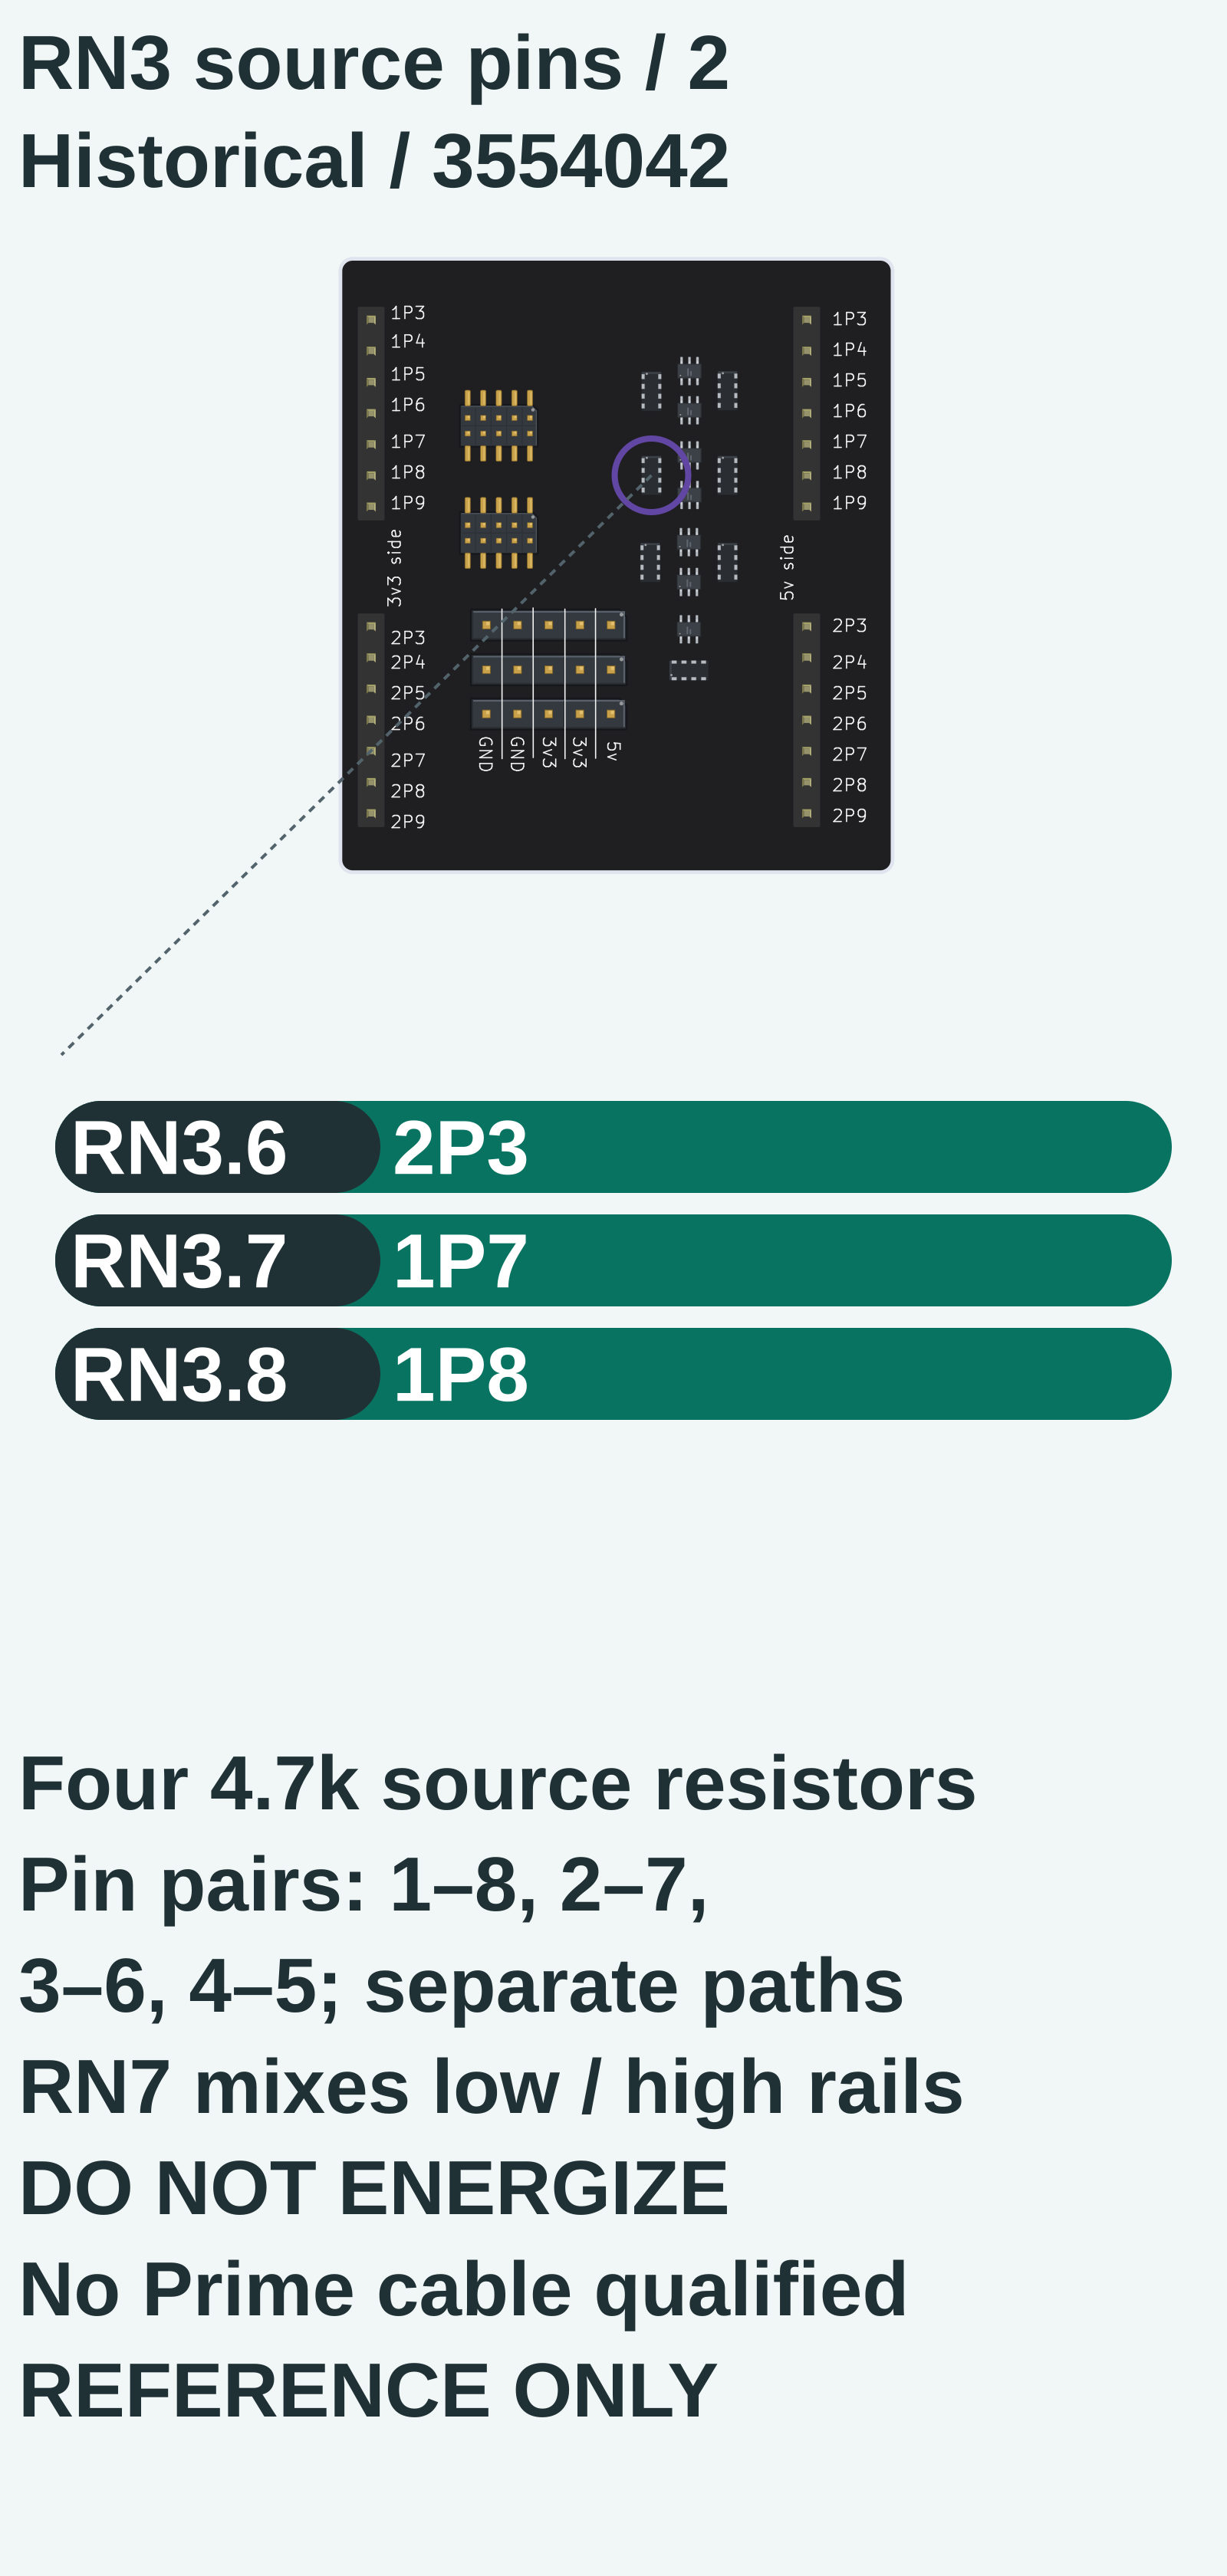 RN3 source pins / 2
Historical / 3554042
1P3
1P4
1P5
1P6
1P7
1P8
1P9
3v3 side
2P3
2P4
2P5
2P6
2P7
2P8
2P9
GND
GND
3v3
3v3
5v
1P3
1P4
1P5
1P6
1P7
1P8
1P9
5v side
2P3
2P4
2P5
2P6
2P7
2P8
2P9
RN3.6 2P3
RN3.7 1P7
RN3.8 1P8
Four 4.7k source resistors
Pin pairs: 1–8, 2–7,
3–6, 4–5; separate paths
RN7 mixes low / high rails
DO NOT ENERGIZE
No Prime cable qualified
REFERENCE ONLY